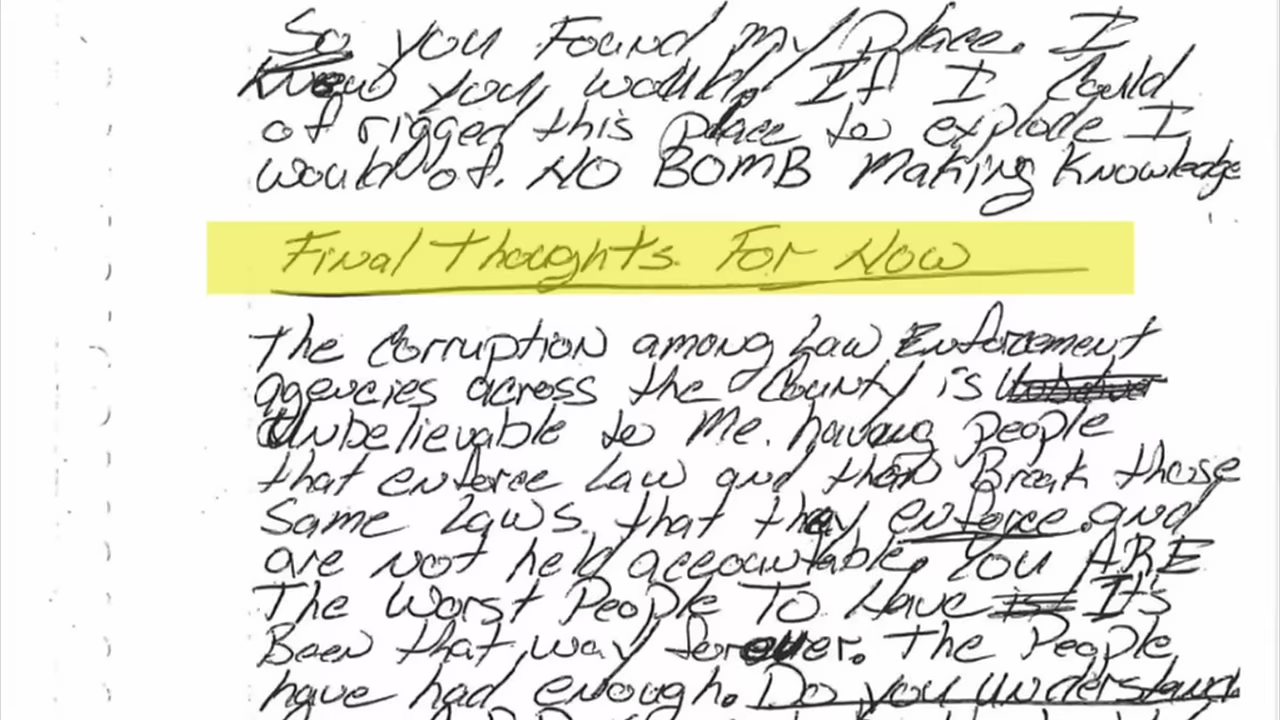 So you Found my Place. I
Knew you would. If I Could
of rigged this place to explode I
would of. NO BOMB Making Knowledge
Final Thoughts For Now
The Corruption among Law Enforcement
agencies across the County is
Unbelievable to Me. having people
that enforce Law and then Break those
Same Laws that they enforce and
are not held accountable. You ARE
The Worst People To Have It's
Been that way forever. The People
have had enough. Do you understand